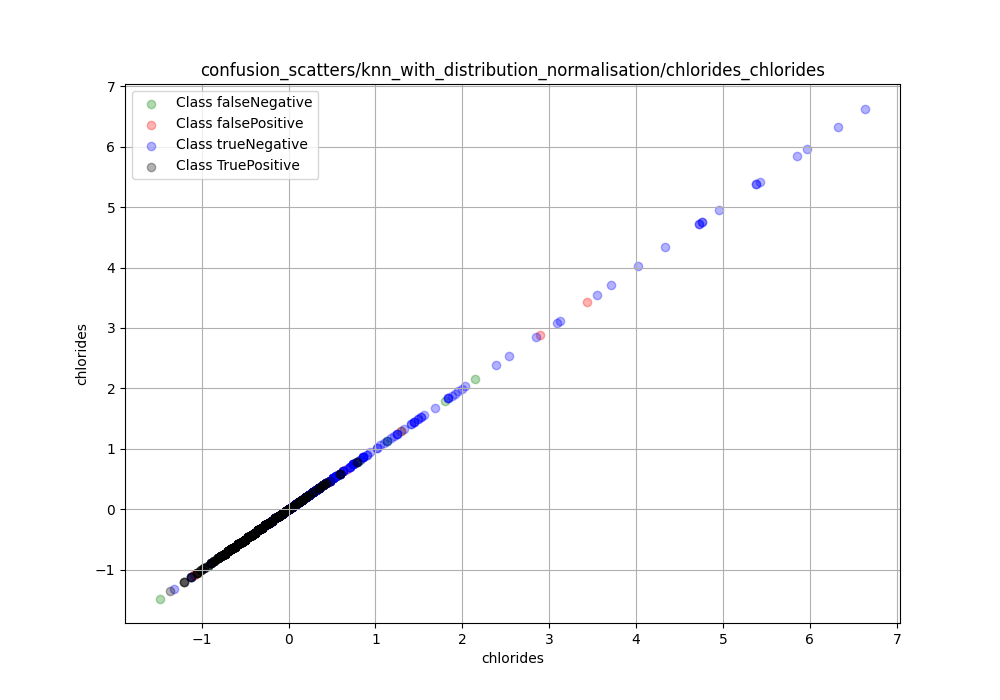 confusion_scatters/knn_with_distribution_normalisation/chlorides_chlorides
Class falseNegative
Class falsePositive
Class trueNegative
Class TruePositive
7
6
5
4
3
2
1
0
−1
chlorides
−1 0 1 2 3 4 5 6 7
chlorides